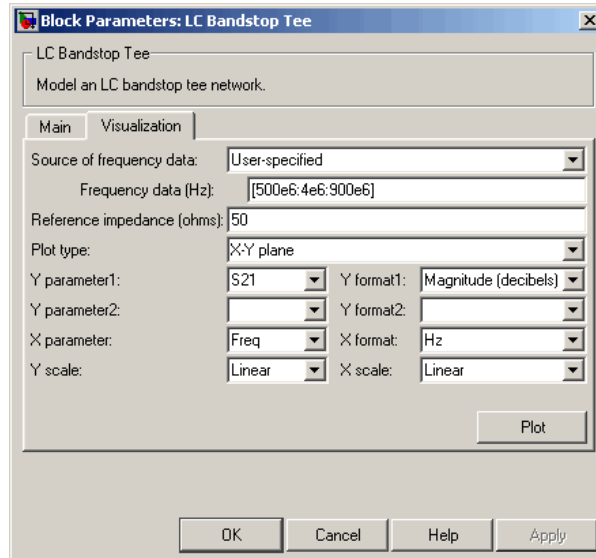 Block Parameters: LC Bandstop Tee
LC Bandstop Tee
Model an LC bandstop tee network.
Main Visualization
Source of frequency data: User-specified
Frequency data (Hz): [500e6:4e6:900e6]
Reference impedance (ohms): 50
Plot type: X-Y plane
Y parameter1: S21 Y format1: Magnitude (decibels)
Y parameter2: Y format2:
X parameter: Freq X format: Hz
Y scale: Linear X scale: Linear
Plot
OK Cancel Help Apply